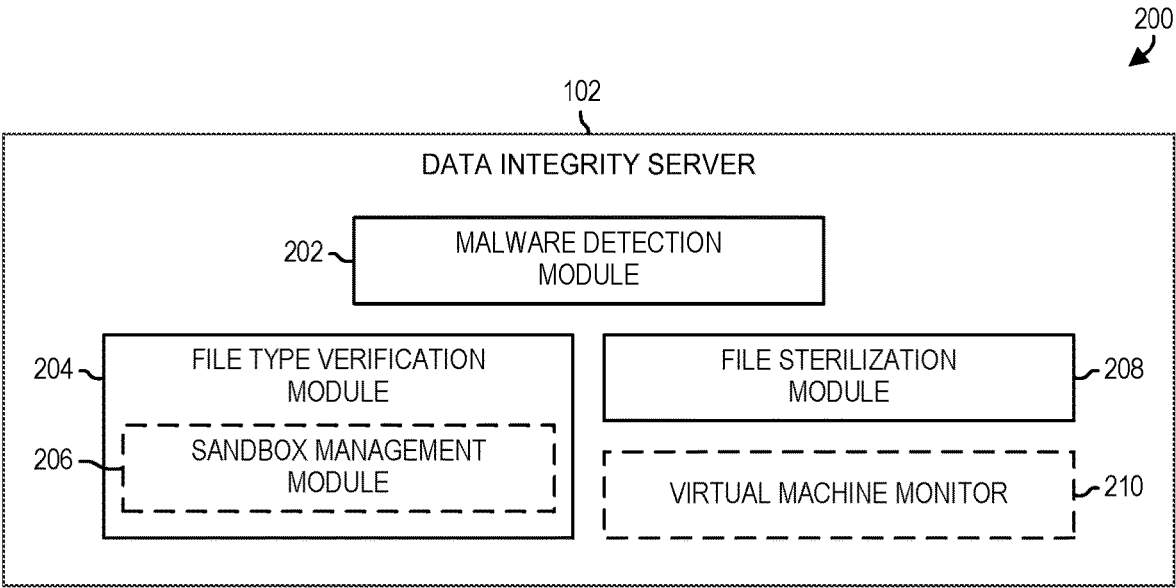 200
102
DATA INTEGRITY SERVER
202
MALWARE DETECTION
MODULE
204
FILE TYPE VERIFICATION
MODULE
206
SANDBOX MANAGEMENT
MODULE
FILE STERILIZATION
MODULE
208
VIRTUAL MACHINE MONITOR
210